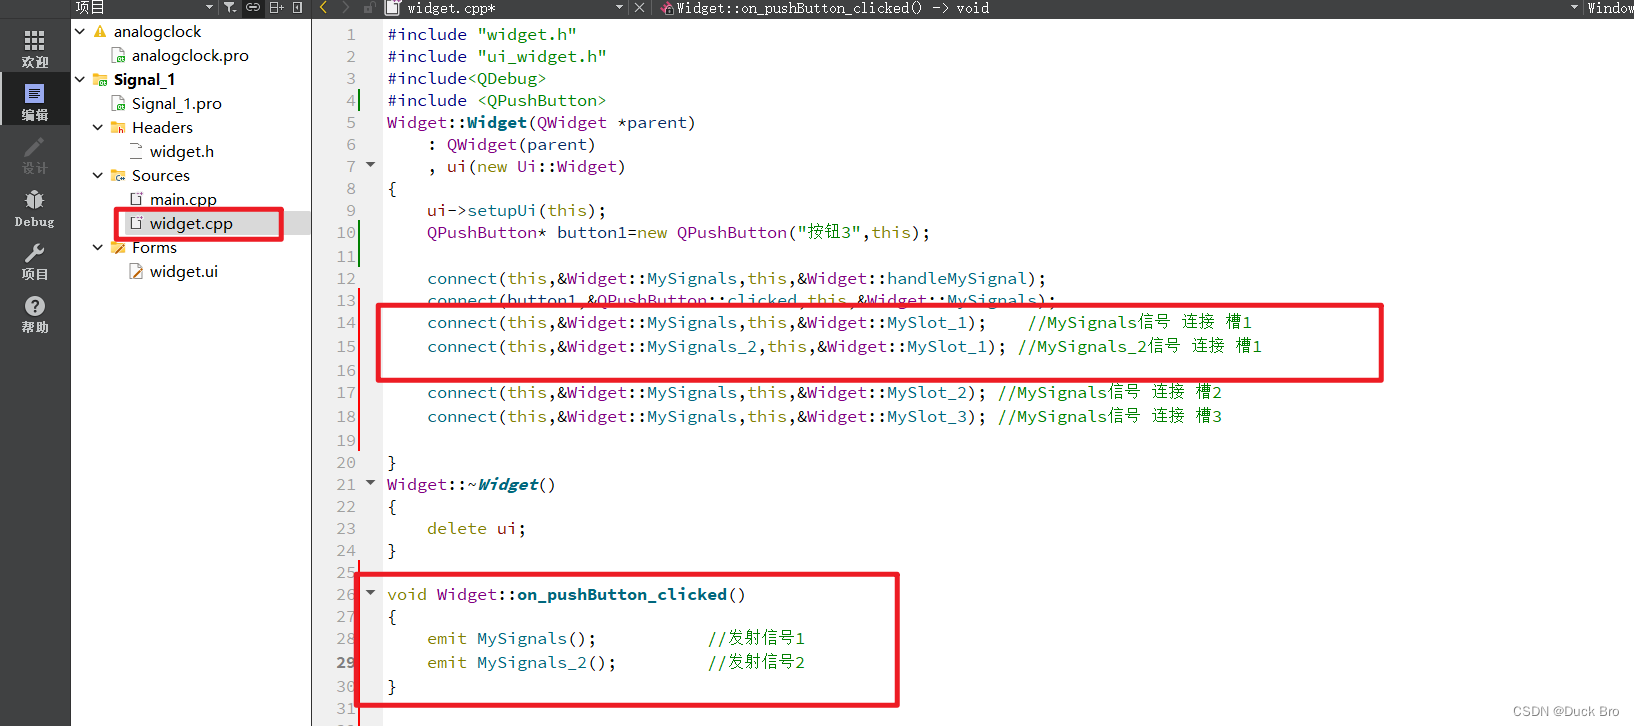 项目
widget.cpp*
Widget::on_pushButton_clicked() -> void
Window
欢迎
编辑
设计
Debug
项目
帮助
analogclock
analogclock.pro
Signal_1
Signal_1.pro
Headers
widget.h
Sources
main.cpp
widget.cpp
Forms
widget.ui
1 #include "widget.h"
2 #include "ui_widget.h"
3 #include<QDebug>
4 #include <QPushButton>
5 Widget::Widget(QWidget *parent)
6 : QWidget(parent)
7 , ui(new Ui::Widget)
8 {
9 ui->setupUi(this);
10 QPushButton* button1=new QPushButton("按钮3",this);
11
12 connect(this,&Widget::MySignals,this,&Widget::handleMySignal);
13 connect(button1,&QPushButton::clicked,this,&Widget::MySignals);
14 connect(this,&Widget::MySignals,this,&Widget::MySlot_1); //MySignals信号 连接 槽1
15 connect(this,&Widget::MySignals_2,this,&Widget::MySlot_1); //MySignals_2信号 连接 槽1
16
17 connect(this,&Widget::MySignals,this,&Widget::MySlot_2); //MySignals信号 连接 槽2
18 connect(this,&Widget::MySignals,this,&Widget::MySlot_3); //MySignals信号 连接 槽3
19
20 }
21 Widget::~Widget()
22 {
23 delete ui;
24 }
25
26 void Widget::on_pushButton_clicked()
27 {
28 emit MySignals(); //发射信号1
29 emit MySignals_2(); //发射信号2
30 }
31
CSDN @Duck Bro